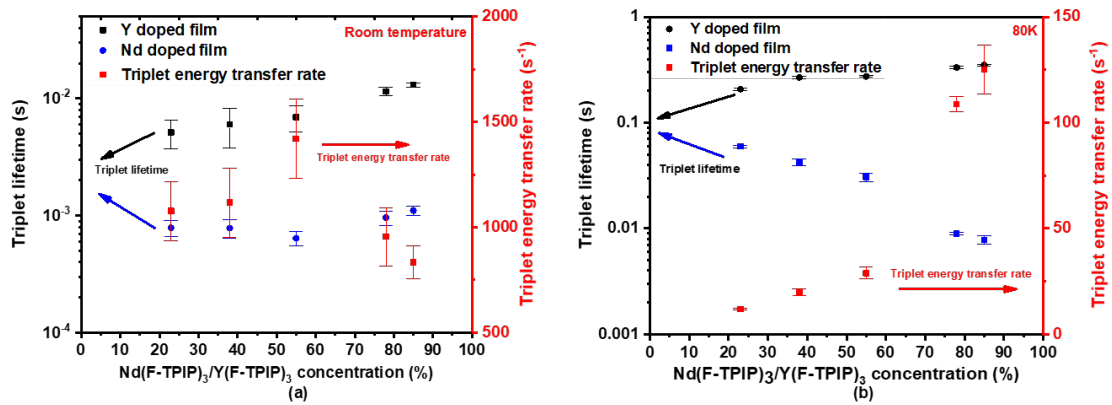 Y doped film
Nd doped film
Triplet energy transfer rate
Room temperature
Triplet energy transfer rate
Triplet lifetime
10⁻²
10⁻³
10⁻⁴
2000
1500
1000
500
Triplet lifetime (s)
Triplet energy transfer rate (s⁻¹)
0 10 20 30 40 50 60 70 80 90 100
Nd(F-TPIP)₃/Y(F-TPIP)₃ concentration (%)
(a)
Y doped film
Nd doped film
Triplet energy transfer rate
80K
Triplet lifetime
Triplet energy transfer rate
1
0.1
0.01
0.001
150
100
50
0
Triplet lifetime (s)
Triplet energy transfer rate (s⁻¹)
0 10 20 30 40 50 60 70 80 90 100
Nd(F-TPIP)₃/Y(F-TPIP)₃ concentration (%)
(b)